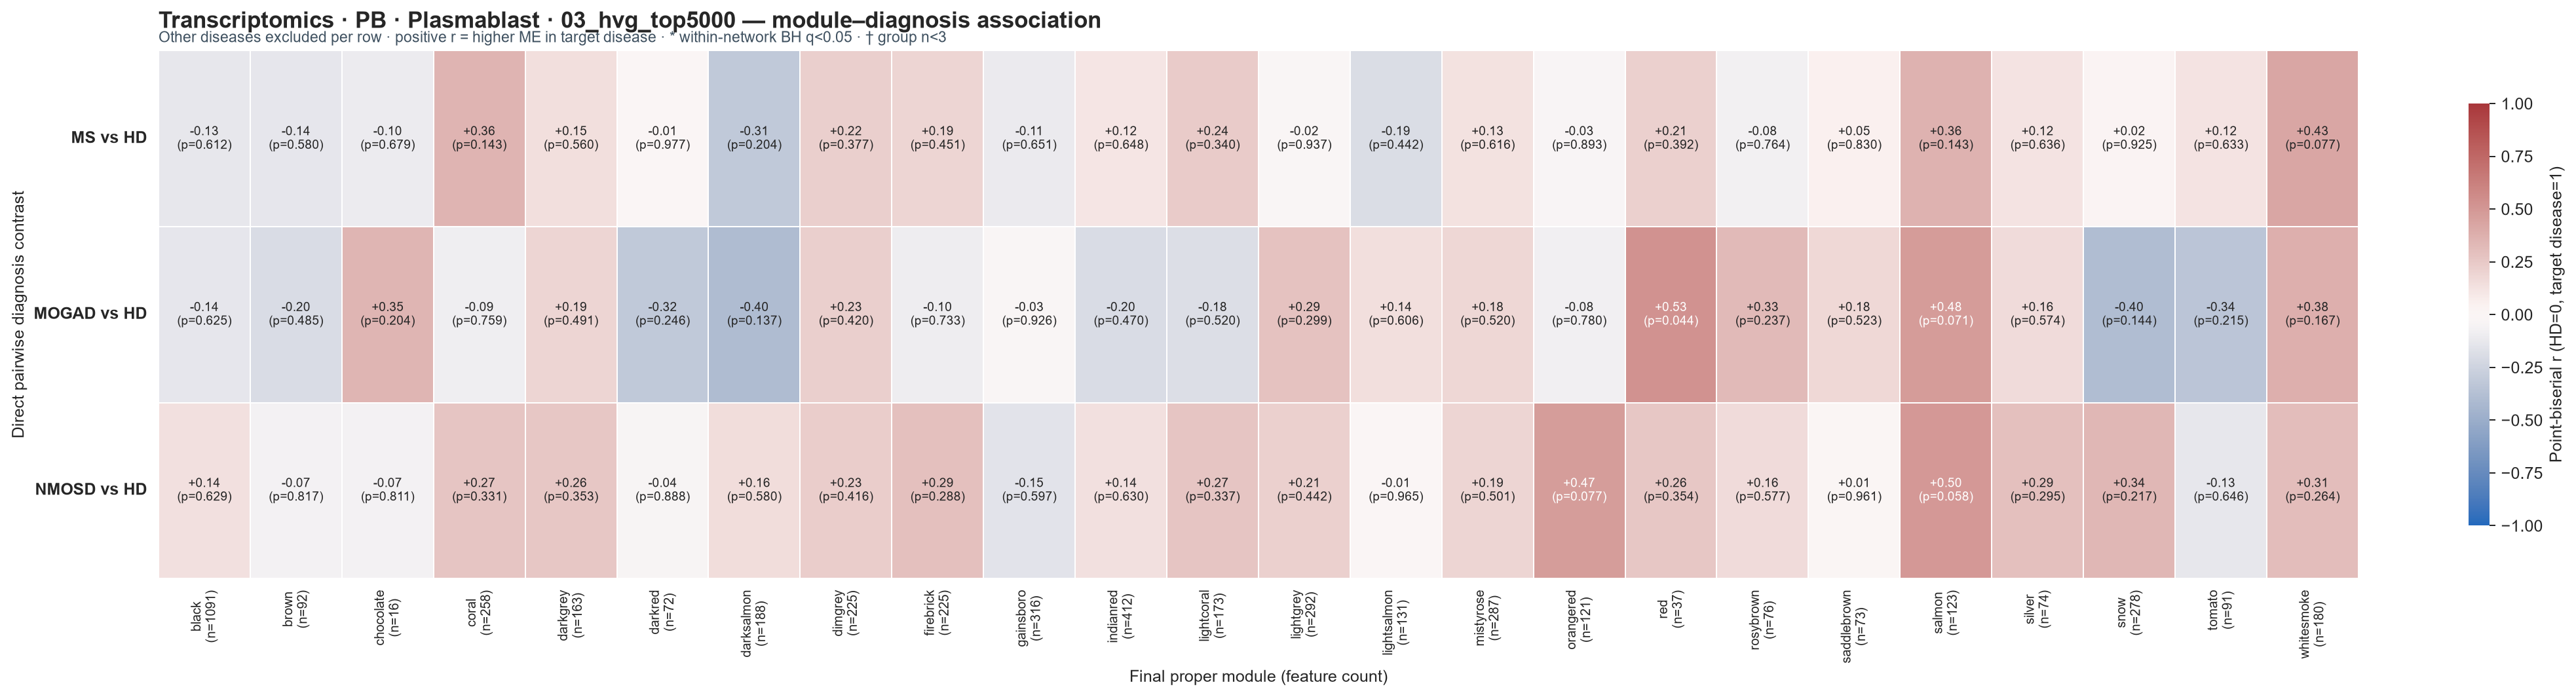 Transcriptomics · PB · Plasmablast · 03_hvg_top5000 — module–diagnosis association
Other diseases excluded per row · positive r = higher ME in target disease · * within-network BH q<0.05 · † group n<3
Direct pairwise diagnosis contrast
MS vs HD
-0.13 -0.14 -0.10 +0.36 +0.15 -0.01 -0.31 +0.22 +0.19 -0.11 +0.12 +0.24 -0.02 -0.19 +0.13 -0.03 +0.21 -0.08 +0.05 +0.36 +0.12 +0.02 +0.12 +0.43
(p=0.612) (p=0.580) (p=0.679) (p=0.143) (p=0.560) (p=0.977) (p=0.204) (p=0.377) (p=0.451) (p=0.651) (p=0.648) (p=0.340) (p=0.937) (p=0.442) (p=0.616) (p=0.893) (p=0.392) (p=0.764) (p=0.830) (p=0.143) (p=0.636) (p=0.925) (p=0.633) (p=0.077)
MOGAD vs HD
-0.14 -0.20 +0.35 -0.09 +0.19 -0.32 -0.40 +0.23 -0.10 -0.03 -0.20 -0.18 +0.29 +0.14 +0.18 -0.08 +0.53 +0.33 +0.18 +0.48 +0.16 -0.40 -0.34 +0.38
(p=0.625) (p=0.485) (p=0.204) (p=0.759) (p=0.491) (p=0.246) (p=0.137) (p=0.420) (p=0.733) (p=0.926) (p=0.470) (p=0.520) (p=0.299) (p=0.606) (p=0.520) (p=0.780) (p=0.044) (p=0.237) (p=0.523) (p=0.071) (p=0.574) (p=0.144) (p=0.215) (p=0.167)
NMOSD vs HD
+0.14 -0.07 -0.07 +0.27 +0.26 -0.04 +0.16 +0.23 +0.29 -0.15 +0.14 +0.27 +0.21 -0.01 +0.19 +0.47 +0.26 +0.16 +0.01 +0.50 +0.29 +0.34 -0.13 +0.31
(p=0.629) (p=0.817) (p=0.811) (p=0.331) (p=0.353) (p=0.888) (p=0.580) (p=0.416) (p=0.288) (p=0.597) (p=0.630) (p=0.337) (p=0.442) (p=0.965) (p=0.501) (p=0.077) (p=0.354) (p=0.577) (p=0.961) (p=0.058) (p=0.295) (p=0.217) (p=0.646) (p=0.264)
black
(n=1091)
brown
(n=92)
chocolate
(n=16)
coral
(n=258)
darkgrey
(n=163)
darkred
(n=72)
darksalmon
(n=188)
dimgrey
(n=225)
firebrick
(n=225)
gainsboro
(n=316)
indianred
(n=412)
lightcoral
(n=173)
lightgrey
(n=292)
lightsalmon
(n=131)
mistyrose
(n=287)
orangered
(n=121)
red
(n=37)
rosybrown
(n=76)
saddlebrown
(n=73)
salmon
(n=123)
silver
(n=74)
snow
(n=278)
tomato
(n=91)
whitesmoke
(n=180)
Final proper module (feature count)
1.00
0.75
0.50
0.25
0.00
−0.25
−0.50
−0.75
−1.00
Point-biserial r (HD=0, target disease=1)